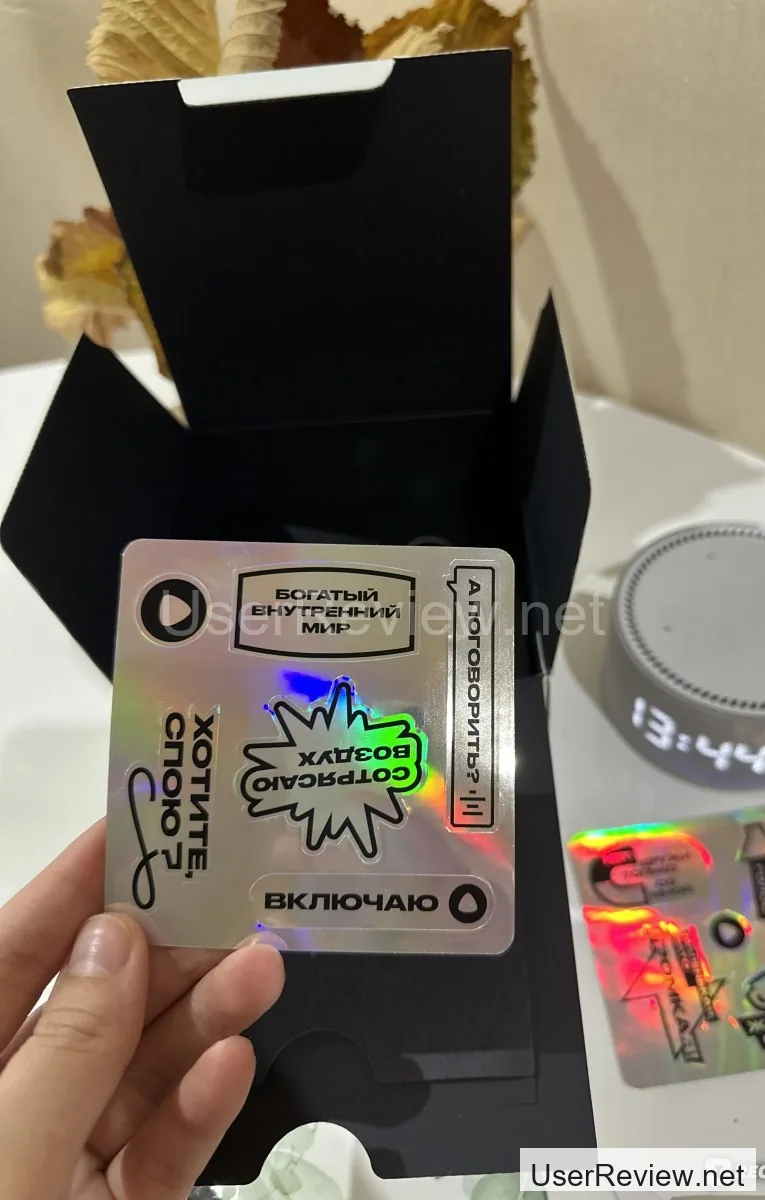 БОГАТЫЙ
ВНУТРЕННИЙ
МИР
А ПОГОВОРИТЬ?
СОТРЯСАЮ
ВОЗДУХ
ХОТИТЕ,
СПОЮ?
ВКЛЮЧАЮ
13:44
UserReview.net
UserReview.net